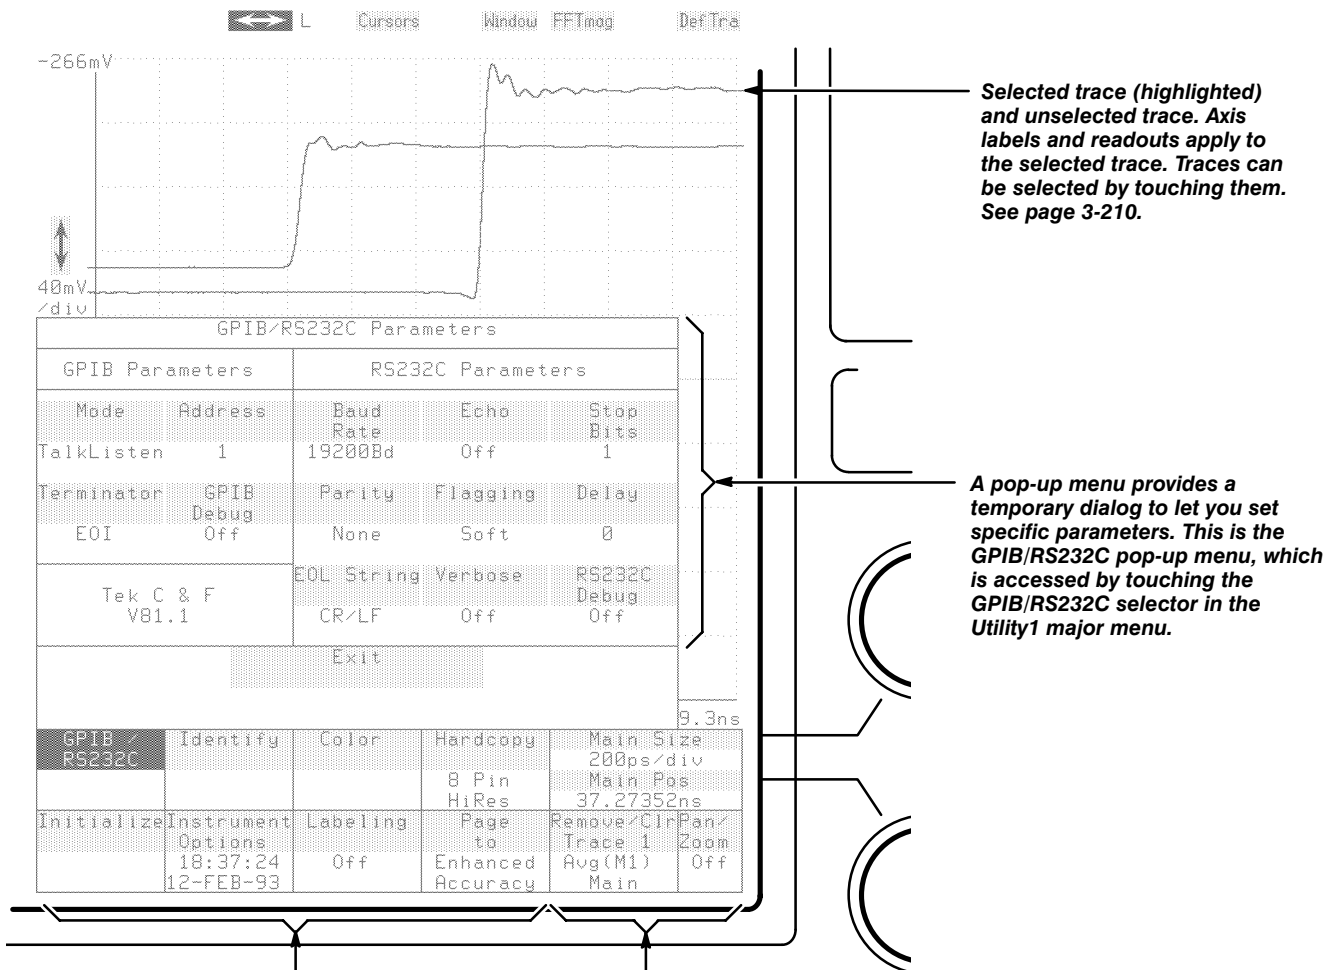 L Cursors Window FFTmag DefTra
-266mV
Selected trace (highlighted)
and unselected trace. Axis
labels and readouts apply to
the selected trace. Traces can
be selected by touching them.
See page 3-210.
40mV
/div
GPIB/RS232C Parameters
GPIB Parameters RS232C Parameters
Mode Address Baud Echo Stop
Rate Bits
TalkListen 1 19200Bd Off 1
Terminator GPIB Parity Flagging Delay
Debug
EOI Off None Soft 0
EOL String Verbose RS232C
Tek C & F Debug
V81.1 CR/LF Off Off
Exit
A pop-up menu provides a
temporary dialog to let you set
specific parameters. This is the
GPIB/RS232C pop-up menu, which
is accessed by touching the
GPIB/RS232C selector in the
Utility1 major menu.
9.3ns
GPIB / Identify Color Hardcopy Main Size
RS232C 200ps/div
8 Pin Main Pos
HiRes 37.27352ns
Initialize Instrument Labeling Page Remove/Clr Pan/
Options to Trace 1 Zoom
18:37:24 Off Enhanced Avg(M1) Off
12-FEB-93 Accuracy Main